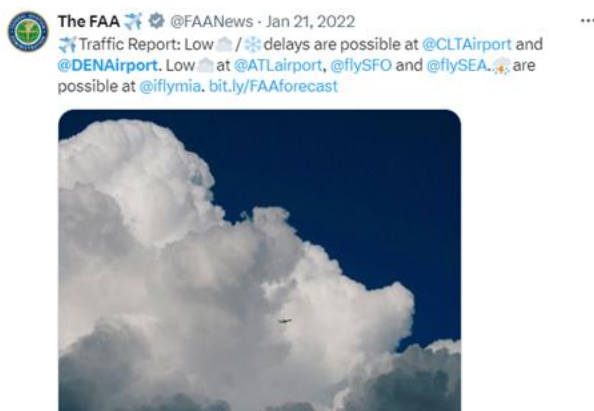 The FAA ✈️ @FAANews · Jan 21, 2022
✈️Traffic Report: Low🌧️/❄️delays are possible at @CLTAirport and
@DENAirport. Low🌧️at @ATLairport, @flySFO and @flySEA.⛈️are
possible at @iflymia. bit.ly/FAAforecast